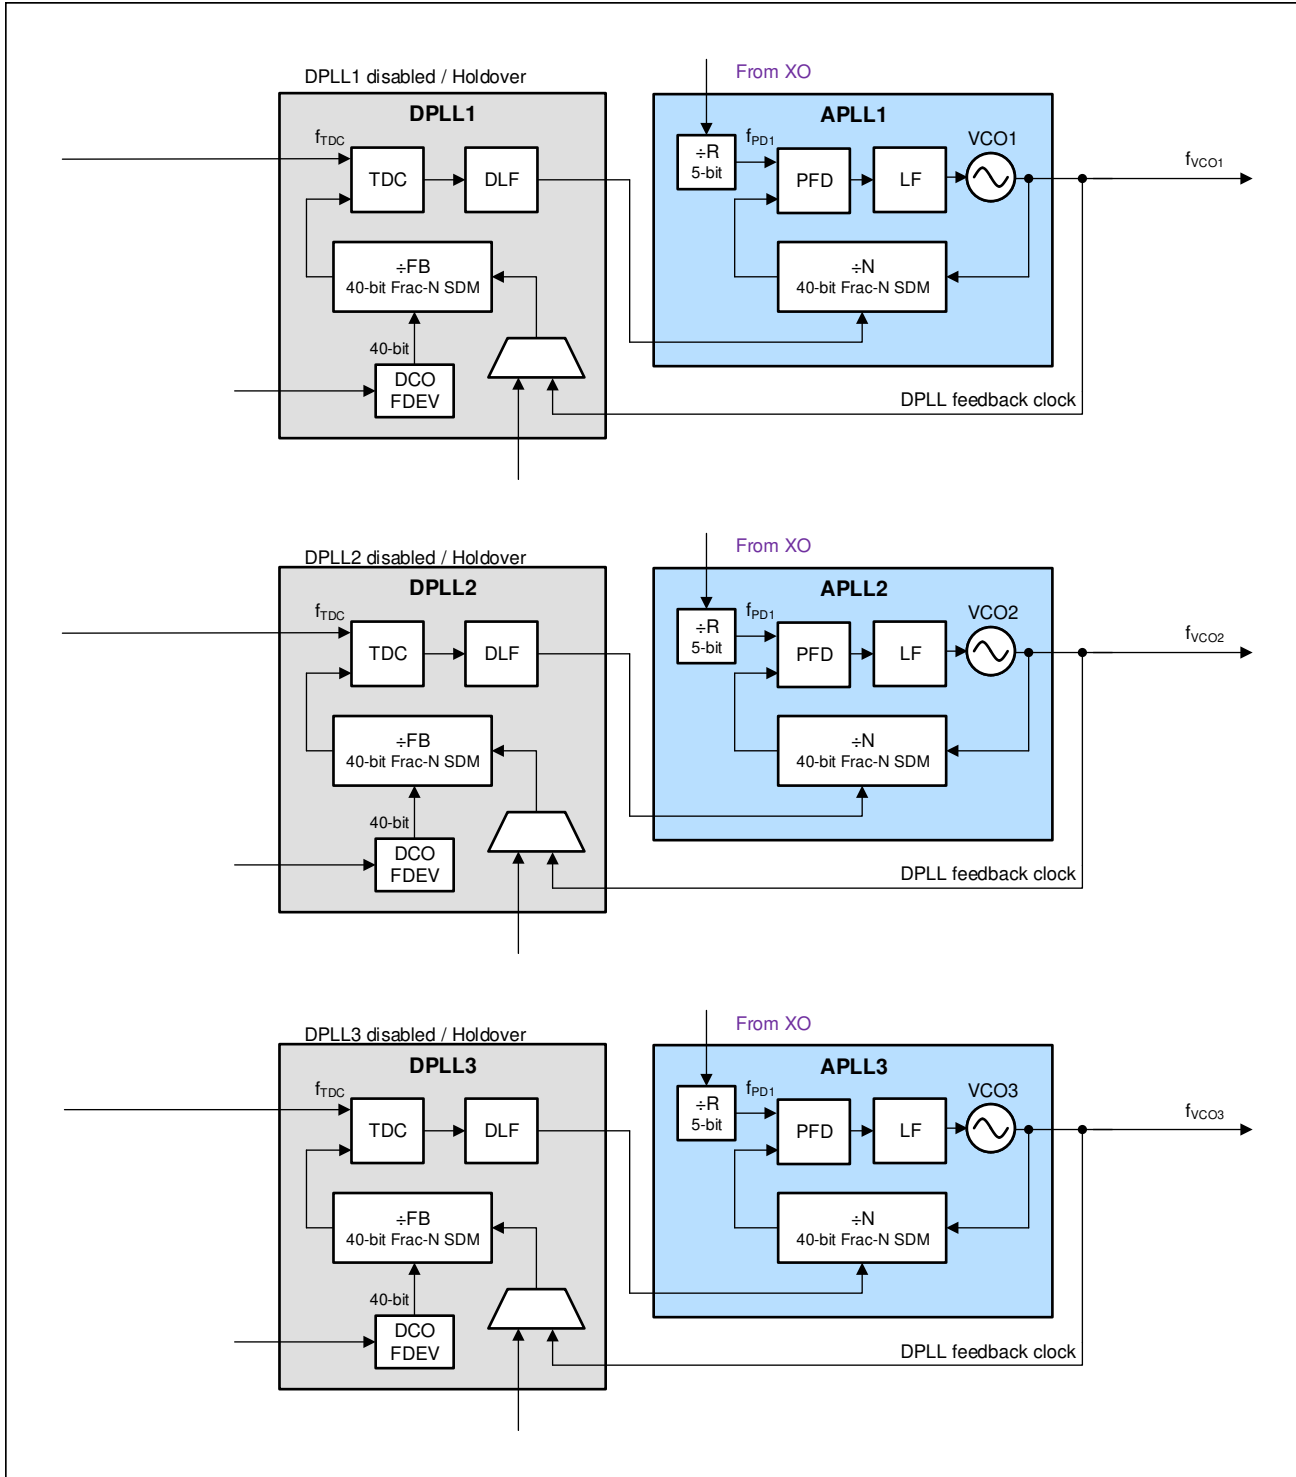 DPLL1 disabled / Holdover
From XO
DPLL1
APLL1
fTDC
÷R
5-bit
fPD1
VCO1
fVCO1
TDC
DLF
PFD
LF
÷FB
40-bit Frac-N SDM
÷N
40-bit Frac-N SDM
40-bit
DCO
FDEV
DPLL feedback clock
DPLL2 disabled / Holdover
From XO
DPLL2
APLL2
fTDC
÷R
5-bit
fPD1
VCO2
fVCO2
TDC
DLF
PFD
LF
÷FB
40-bit Frac-N SDM
÷N
40-bit Frac-N SDM
40-bit
DCO
FDEV
DPLL feedback clock
DPLL3 disabled / Holdover
From XO
DPLL3
APLL3
fTDC
÷R
5-bit
fPD1
VCO3
fVCO3
TDC
DLF
PFD
LF
÷FB
40-bit Frac-N SDM
÷N
40-bit Frac-N SDM
40-bit
DCO
FDEV
DPLL feedback clock